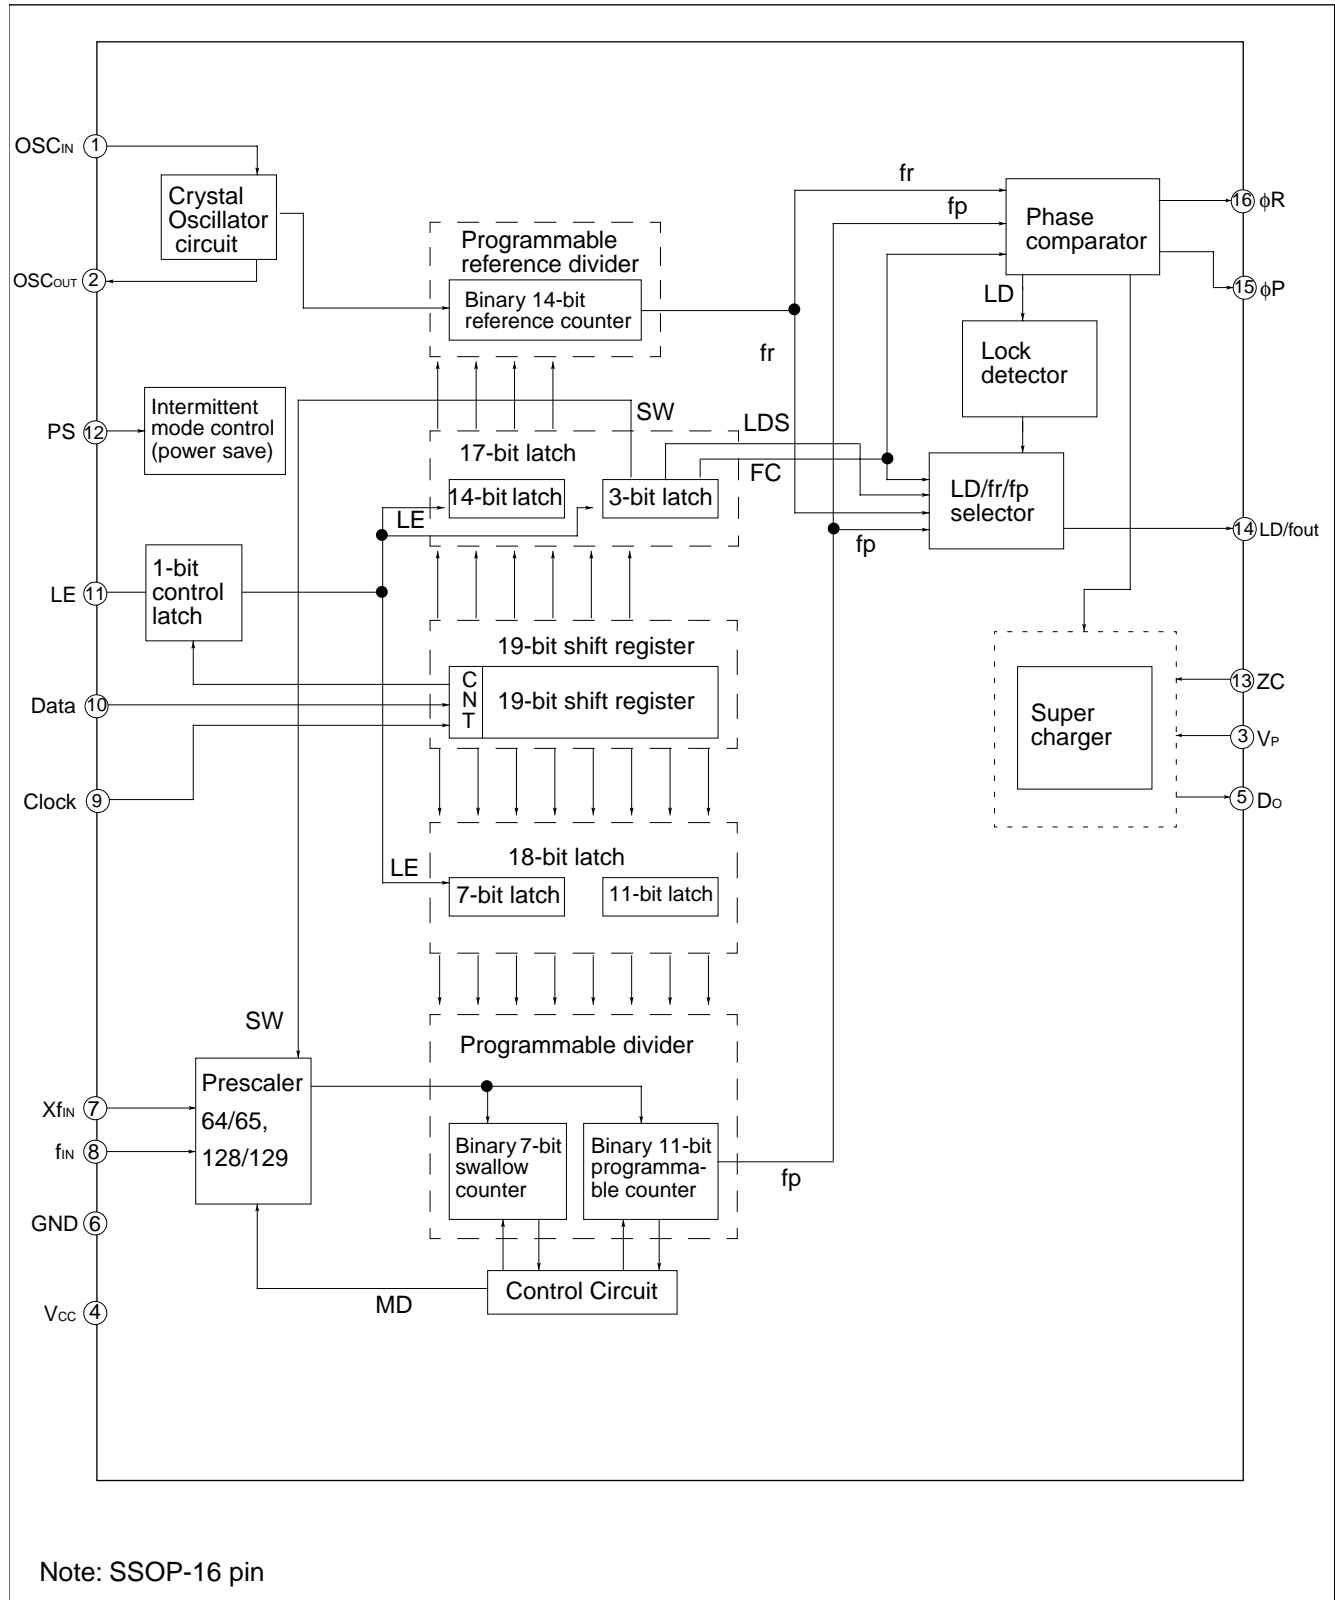 OSCIN 1
Crystal
Oscillator
circuit
OSCOUT 2
PS 12
Intermittent
mode control
(power save)
LE 11
1-bit
control
latch
Data 10
Clock 9
SW
Prescaler
64/65,
128/129
XfIN 7
fIN 8
GND 6
VCC 4
MD
Programmable
reference divider
Binary 14-bit
reference counter
SW
17-bit latch
14-bit latch
3-bit latch
LE
LDS
FC
19-bit shift register
C
N
T
19-bit shift register
18-bit latch
LE
7-bit latch
11-bit latch
Programmable divider
Binary 7-bit
swallow
counter
Binary 11-bit
programma-
ble counter
Control Circuit
fp
fr
fr
fp
fp
Phase
comparator
16 ϕR
15 ϕP
LD
Lock
detector
LD/fr/fp
selector
14 LD/fout
Super
charger
13 ZC
3 VP
5 DO
Note: SSOP-16 pin